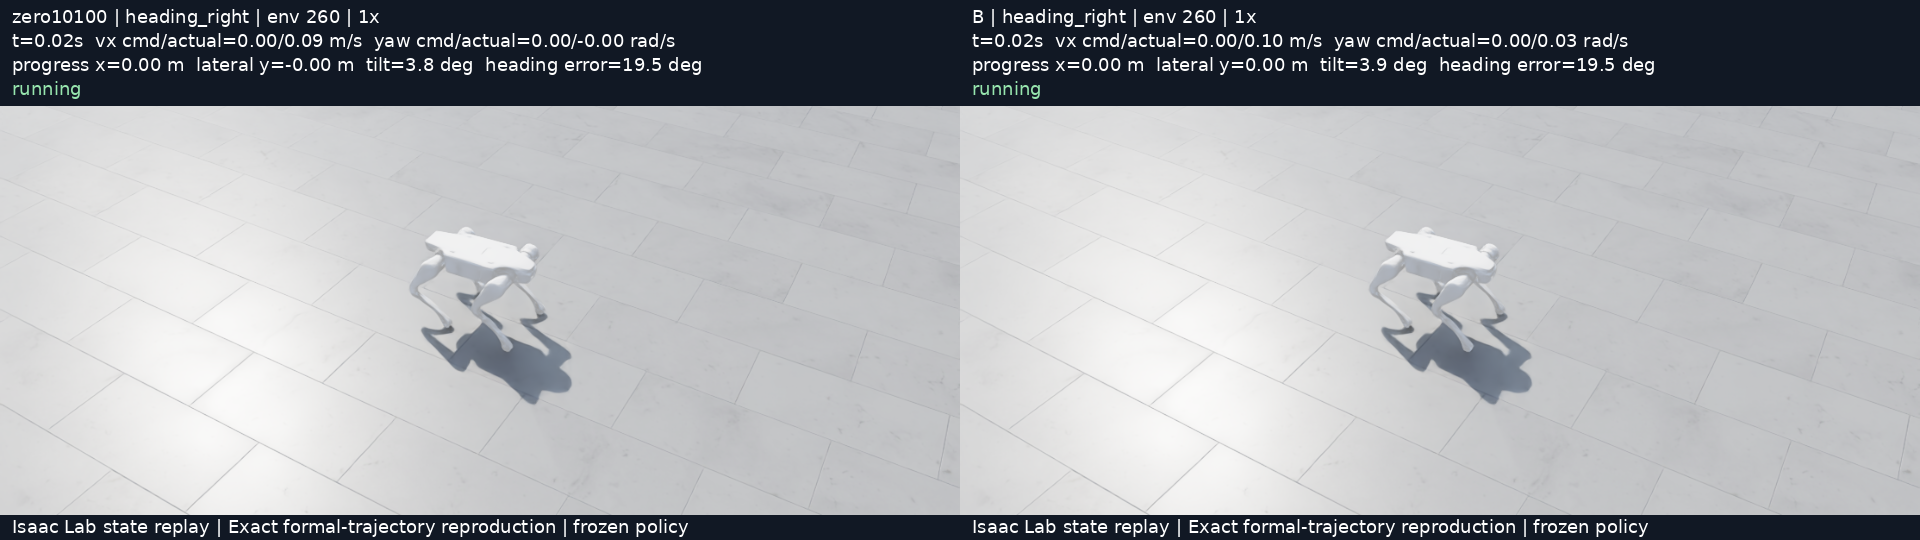 zero10100 | heading_right | env 260 | 1x
t=0.02s  vx cmd/actual=0.00/0.09 m/s  yaw cmd/actual=0.00/-0.00 rad/s
progress x=0.00 m  lateral y=-0.00 m  tilt=3.8 deg  heading error=19.5 deg
running
B | heading_right | env 260 | 1x
t=0.02s  vx cmd/actual=0.00/0.10 m/s  yaw cmd/actual=0.00/0.03 rad/s
progress x=0.00 m  lateral y=0.00 m  tilt=3.9 deg  heading error=19.5 deg
running
Isaac Lab state replay | Exact formal-trajectory reproduction | frozen policy
Isaac Lab state replay | Exact formal-trajectory reproduction | frozen policy